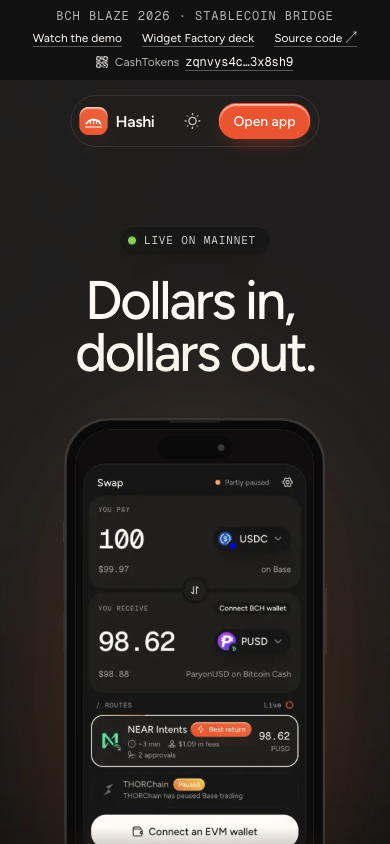 BCH BLAZE 2026 · STABLECOIN BRIDGE
Watch the demo Widget Factory deck Source code ↗
CashTokens zqnvys4c…3x8sh9
Hashi Open app
LIVE ON MAINNET
Dollars in,
dollars out.
Swap Partly paused
YOU PAY
100 USDC
$99.97 on Base
YOU RECEIVE Connect BCH wallet
98.62 PUSD
$98.88 ParyonUSD on Bitcoin Cash
/ ROUTES Live
NEAR Intents Best return 98.62
~3 min $1.09 in fees PUSD
2 approvals
THORChain Paused
THORChain has paused Base trading
Connect an EVM wallet